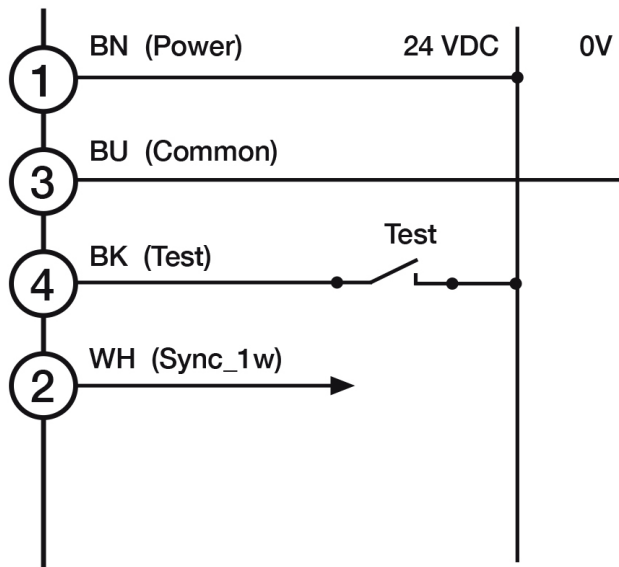 BN (Power) 24 VDC 0V
1
BU (Common)
3
Test
BK (Test)
4
WH (Sync_1w)
2